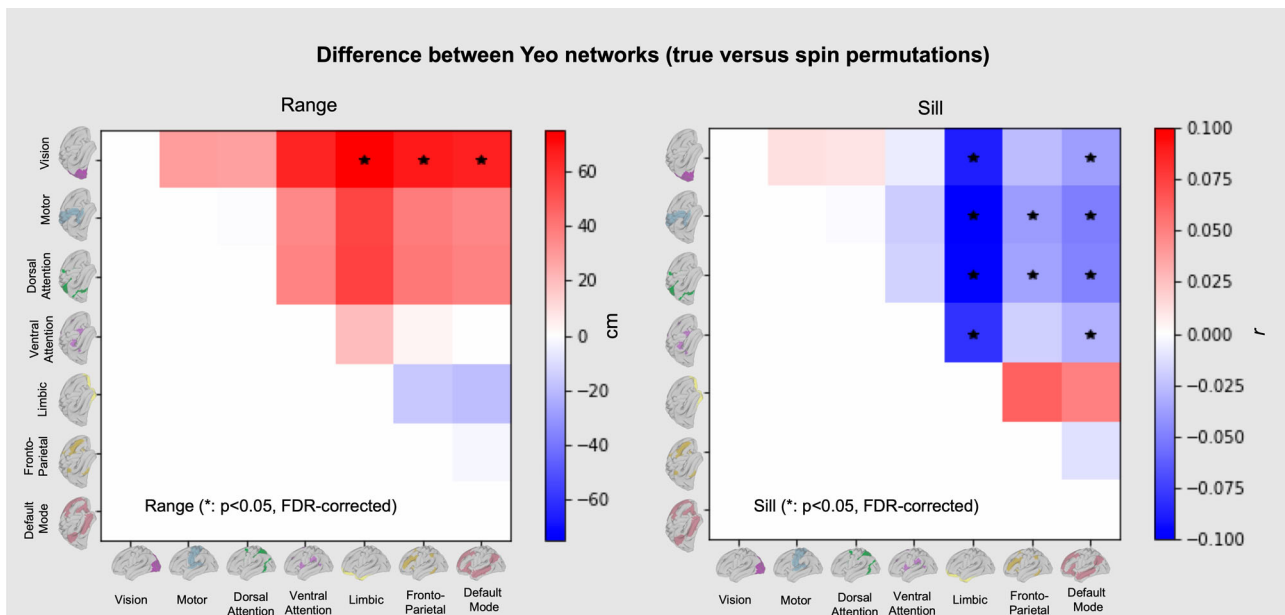 Difference between Yeo networks (true versus spin permutations)
Range
Vision
Motor
Dorsal
Attention
Ventral
Attention
Limbic
Fronto-
Parietal
Default
Mode
★ ★ ★
Range (*: p<0.05, FDR-corrected)
Vision Motor Dorsal Attention Ventral Attention Limbic Fronto-Parietal Default Mode
60
40
20
0
−20
−40
−60
cm
Sill
★ ★
★ ★ ★
★ ★ ★
★ ★
Sill (*: p<0.05, FDR-corrected)
Vision Motor Dorsal Attention Ventral Attention Limbic Fronto-Parietal Default Mode
0.100
0.075
0.050
0.025
0.000
−0.025
−0.050
−0.075
−0.100
r